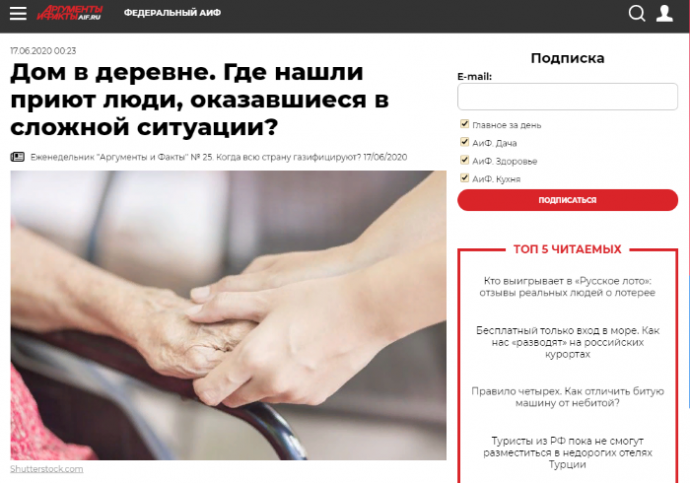 АРГУМЕНТЫ
И ФАКТЫ AIF.RU
ФЕДЕРАЛЬНЫЙ АИФ
17.06.2020 00:23
Дом в деревне. Где нашли
приют люди, оказавшиеся в
сложной ситуации?
Еженедельник "Аргументы и Факты" № 25. Когда всю страну газифицируют? 17/06/2020
Shutterstock.com
Подписка
E-mail:
Главное за день
АиФ. Дача
АиФ. Здоровье
АиФ. Кухня
ПОДПИСАТЬСЯ
ТОП 5 ЧИТАЕМЫХ
Кто выигрывает в «Русское лото»:
отзывы реальных людей о лотерее
Бесплатный только вход в море. Как
нас «разводят» на российских
курортах
Правило четырех. Как отличить битую
машину от небитой?
Туристы из РФ пока не смогут
разместиться в недорогих отелях
Турции